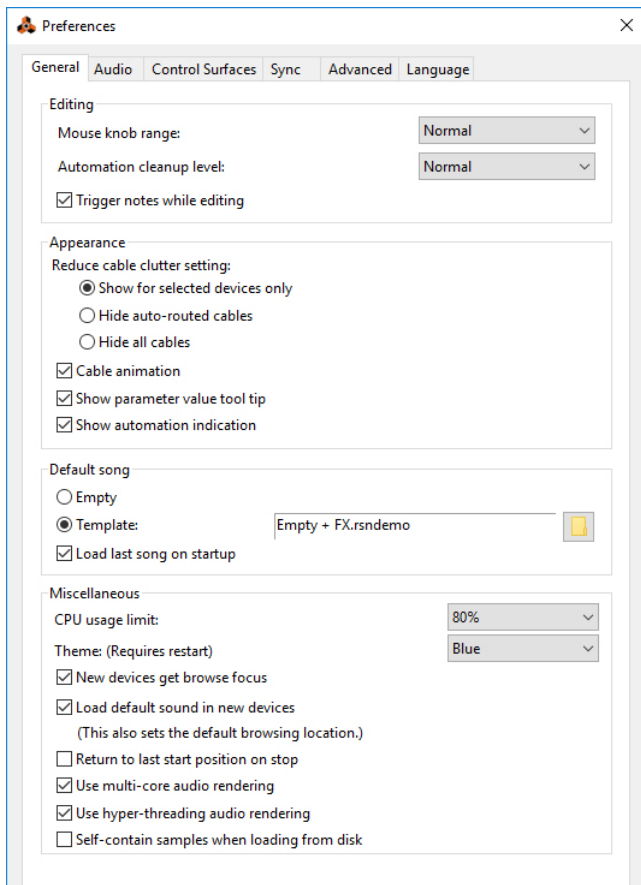 Preferences
General Audio Control Surfaces Sync Advanced Language
Editing
Mouse knob range: Normal
Automation cleanup level: Normal
Trigger notes while editing
Appearance
Reduce cable clutter setting:
Show for selected devices only
Hide auto-routed cables
Hide all cables
Cable animation
Show parameter value tool tip
Show automation indication
Default song
Empty
Template: Empty + FX.rsndemo
Load last song on startup
Miscellaneous
CPU usage limit: 80%
Theme: (Requires restart) Blue
New devices get browse focus
Load default sound in new devices
(This also sets the default browsing location.)
Return to last start position on stop
Use multi-core audio rendering
Use hyper-threading audio rendering
Self-contain samples when loading from disk